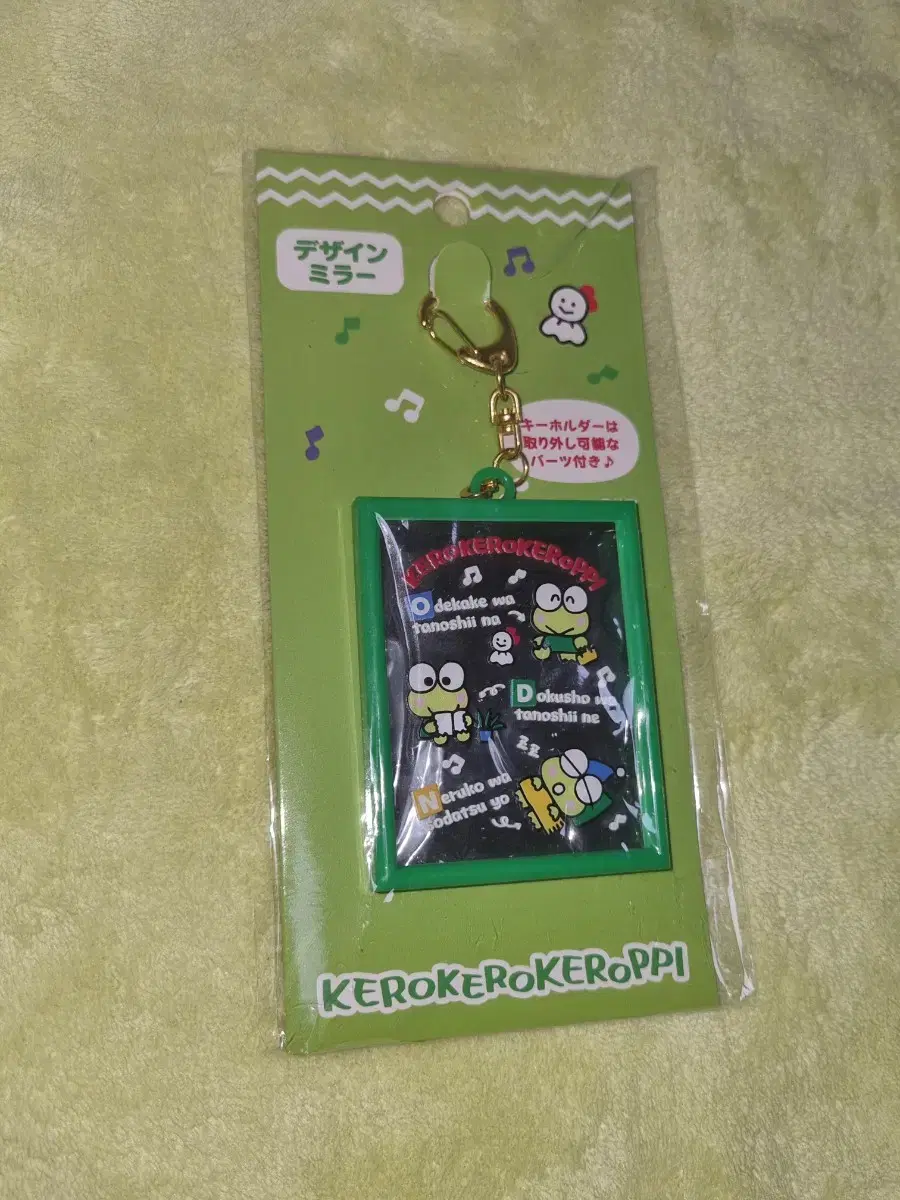 デザイン
ミラー
キーホルダーは
取り外し可能な
パーツ付き♪
KEROKEROKEROPPI
Odekake wa
tanoshii na
Dokusho wa
tanoshii ne
zz
Neruko wa
sodatsu yo
KEROKEROKEROPPI